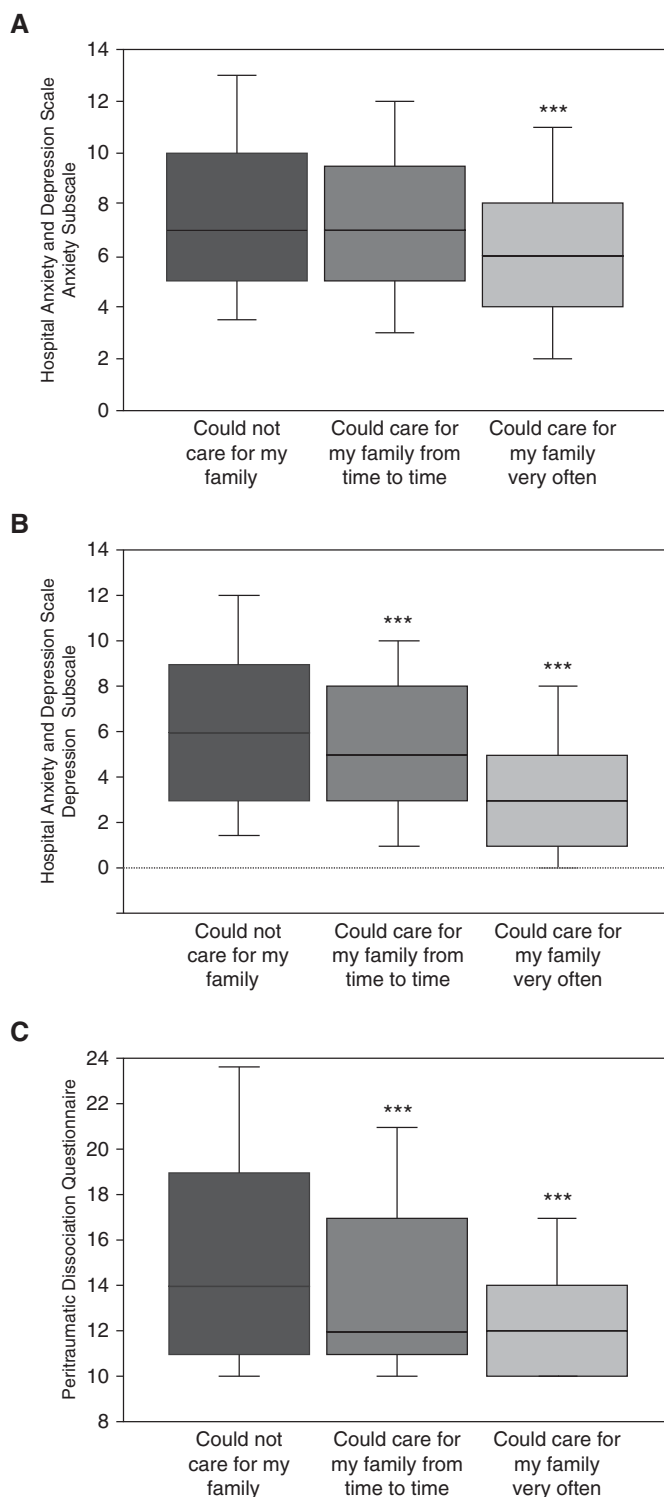 A
Hospital Anxiety and Depression Scale
Anxiety Subscale
14
12
10
8
6
4
2
0
***
Could not
care for my
family
Could care for
my family from
time to time
Could care for
my family
very often
B
Hospital Anxiety and Depression Scale
Depression Subscale
14
12
10
8
6
4
2
0
***
***
Could not
care for my
family
Could care for
my family from
time to time
Could care for
my family
very often
C
Peritraumatic Dissociation Questionnaire
24
22
20
18
16
14
12
10
8
***
***
Could not
care for my
family
Could care for
my family from
time to time
Could care for
my family
very often